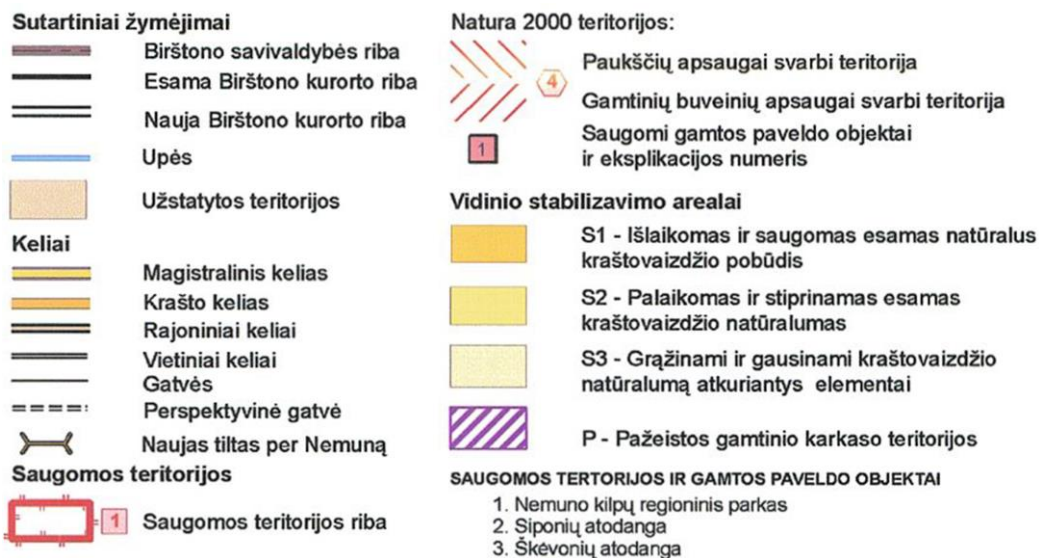 Sutartiniai žymėjimai
Birštono savivaldybės riba
Esama Birštono kurorto riba
Nauja Birštono kurorto riba
Upės
Užstatytos teritorijos
Keliai
Magistralinis kelias
Krašto kelias
Rajoniniai keliai
Vietiniai keliai
Gatvės
Perspektyvinė gatvė
Naujas tiltas per Nemuną
Saugomos teritorijos
1 Saugomos teritorijos riba
Natura 2000 teritorijos:
Paukščių apsaugai svarbi teritorija
4
Gamtinių buveinių apsaugai svarbi teritorija
1 Saugomi gamtos paveldo objektai
ir eksplikacijos numeris
Vidinio stabilizavimo arealai
S1 - Išlaikomas ir saugomas esamas natūralus
kraštovaizdžio pobūdis
S2 - Palaikomas ir stiprinamas esamas
kraštovaizdžio natūralumas
S3 - Grąžinami ir gausinami kraštovaizdžio
natūralumą atkuriantys elementai
P - Pažeistos gamtinio karkaso teritorijos
SAUGOMOS TERTORIJOS IR GAMTOS PAVELDO OBJEKTAI
1. Nemuno kilpų regioninis parkas
2. Siponių atodanga
3. Škėvonių atodanga